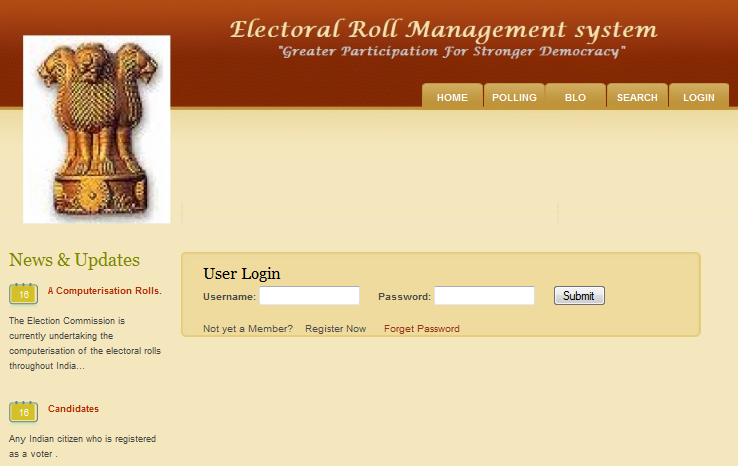 Electoral Roll Management system
"Greater Participation For Stronger Democracy"
HOME POLLING BLO SEARCH LOGIN
News & Updates
16 A Computerisation Rolls.
The Election Commission is
currently undertaking the
computerisation of the electoral rolls
throughout India...
16 Candidates
Any Indian citizen who is registered
as a voter .
User Login
Username: Password: Submit
Not yet a Member? Register Now Forget Password